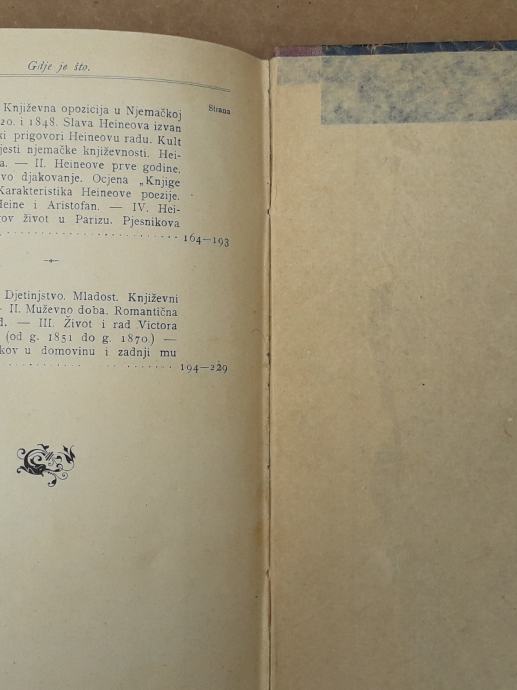 Gdje je što.
Strana
Književna opozicija u Njemačkoj
20. i 1848. Slava Heineova izvan
ki prigovori Heineovu radu. Kult
jesti njemačke književnosti. Hei-
a. — II. Heineove prve godine,
vo djakovanje. Ocjena „Knjige
Karakteristika Heineove poezije.
Heine i Aristofan. — IV. Hei-
gov život u Parizu. Pjesnikova
164—193
Djetinjstvo. Mladost. Književni
II. Muževno doba. Romantična
d. — III. Život i rad Victora
(od g. 1851 do g. 1870.) —
kov u domovinu i zadnji mu
194—229